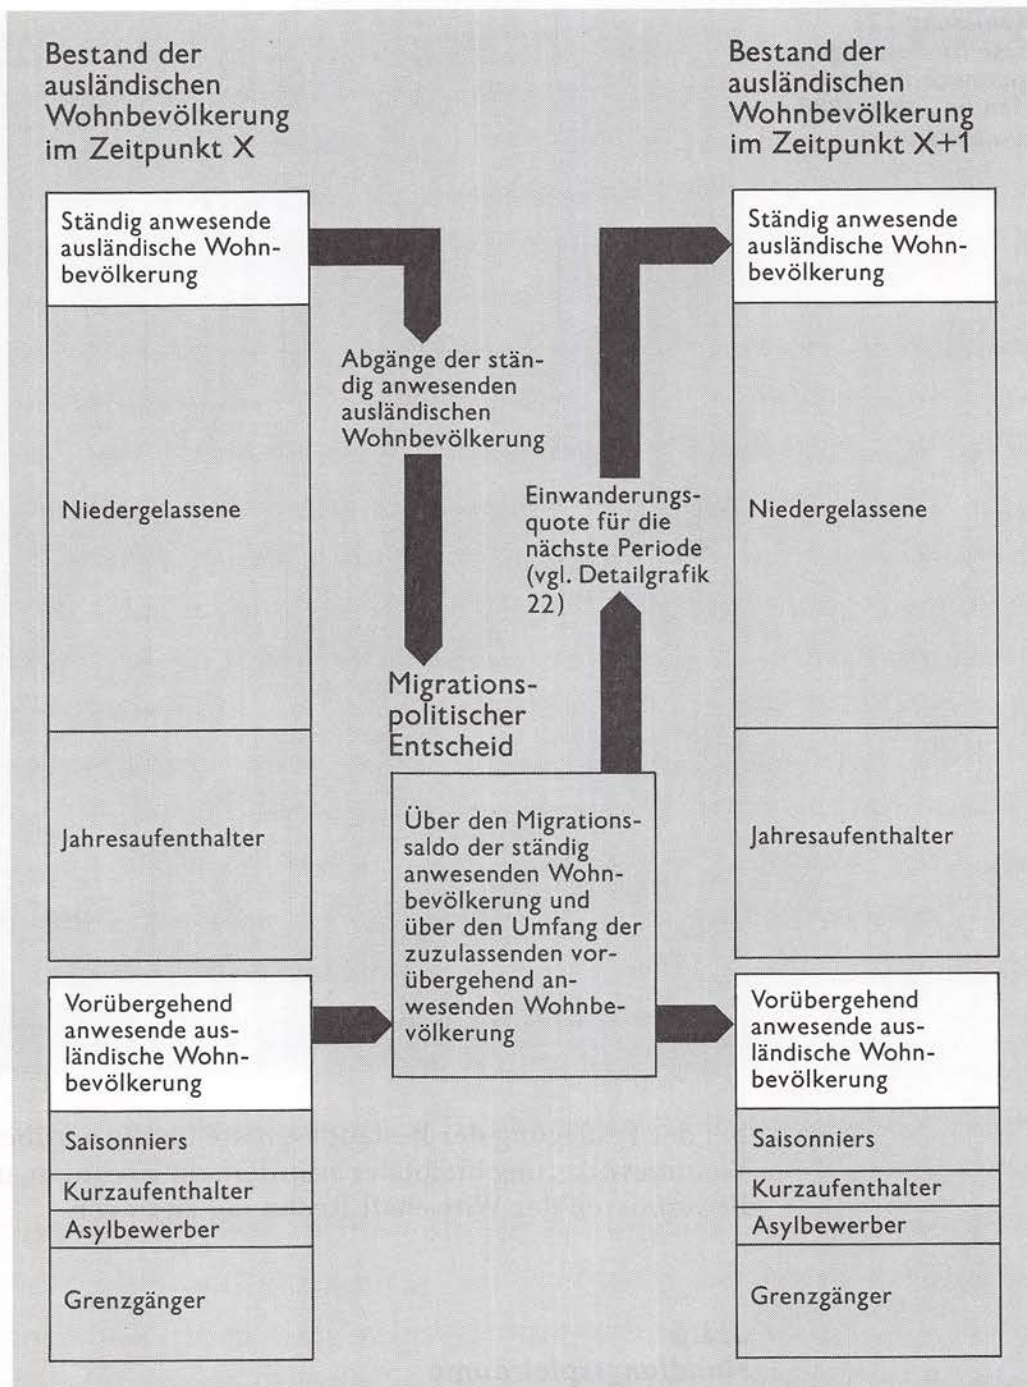 Bestand der
ausländischen
Wohnbevölkerung
im Zeitpunkt X
Ständig anwesende
ausländische Wohn-
bevölkerung
Niedergelassene
Jahresaufenthalter
Vorübergehend
anwesende aus-
ländische Wohn-
bevölkerung
Saisonniers
Kurzaufenthalter
Asylbewerber
Grenzgänger
Abgänge der stän-
dig anwesenden
ausländischen
Wohnbevölkerung
Migrations-
politischer
Entscheid
Über den Migrations-
saldo der ständig
anwesenden Wohn-
bevölkerung und
über den Umfang der
zuzulassenden vor-
übergehend an-
wesenden Wohnbe-
völkerung
Einwanderungs-
quote für die
nächste Periode
(vgl. Detailgrafik
22)
Bestand der
ausländischen
Wohnbevölkerung
im Zeitpunkt X+1
Ständig anwesende
ausländische Wohn-
bevölkerung
Niedergelassene
Jahresaufenthalter
Vorübergehend
anwesende aus-
ländische Wohn-
bevölkerung
Saisonniers
Kurzaufenthalter
Asylbewerber
Grenzgänger